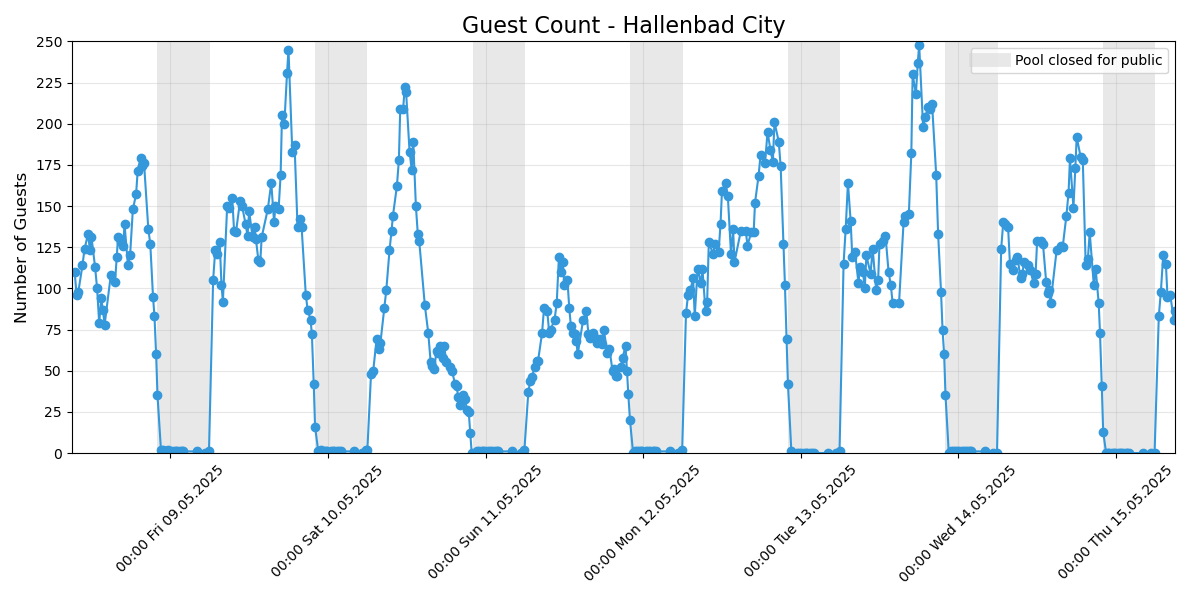 Guest Count - Hallenbad City
Number of Guests
250
225
200
175
150
125
100
75
50
25
0
Pool closed for public
00:00 Fri 09.05.2025
00:00 Sat 10.05.2025
00:00 Sun 11.05.2025
00:00 Mon 12.05.2025
00:00 Tue 13.05.2025
00:00 Wed 14.05.2025
00:00 Thu 15.05.2025